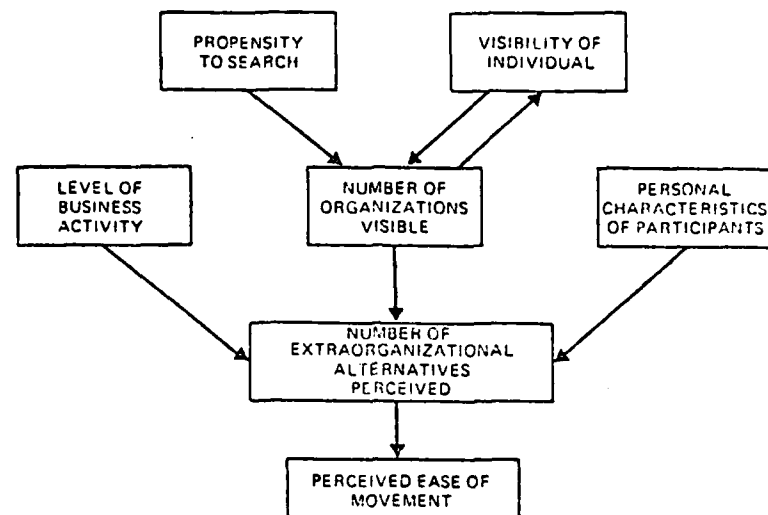 PROPENSITY
TO SEARCH
VISIBILITY OF
INDIVIDUAL
LEVEL OF
BUSINESS
ACTIVITY
NUMBER OF
ORGANIZATIONS
VISIBLE
PERSONAL
CHARACTERISTICS
OF PARTICIPANTS
NUMBER OF
EXTRAORGANIZATIONAL
ALTERNATIVES
PERCEIVED
PERCEIVED EASE OF
MOVEMENT